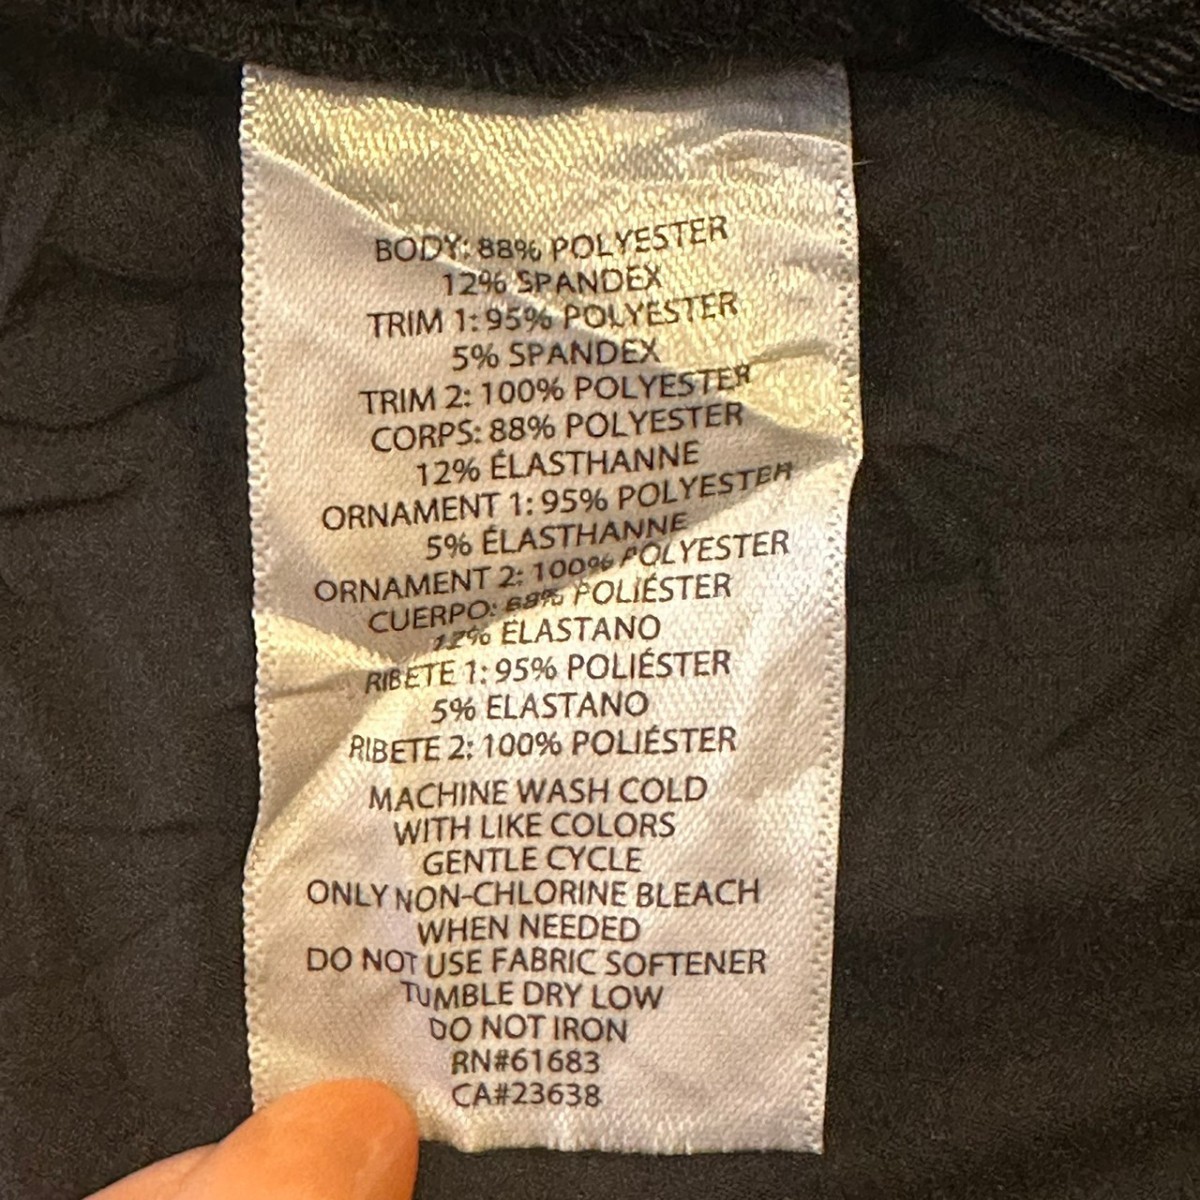 BODY: 88% POLYESTER
12% SPANDEX
TRIM 1: 95% POLYESTER
5% SPANDEX
TRIM 2: 100% POLYESTER
CORPS: 88% POLYESTER
12% ÉLASTHANNE
ORNAMENT 1: 95% POLYESTER
5% ÉLASTHANNE
ORNAMENT 2: 100% POLYESTER
CUERPO: 88% POLIÉSTER
12% ELASTANO
RIBETE 1: 95% POLIÉSTER
5% ELASTANO
RIBETE 2: 100% POLIÉSTER
MACHINE WASH COLD
WITH LIKE COLORS
GENTLE CYCLE
ONLY NON-CHLORINE BLEACH
WHEN NEEDED
DO NOT USE FABRIC SOFTENER
TUMBLE DRY LOW
DO NOT IRON
RN#61683
CA#23638